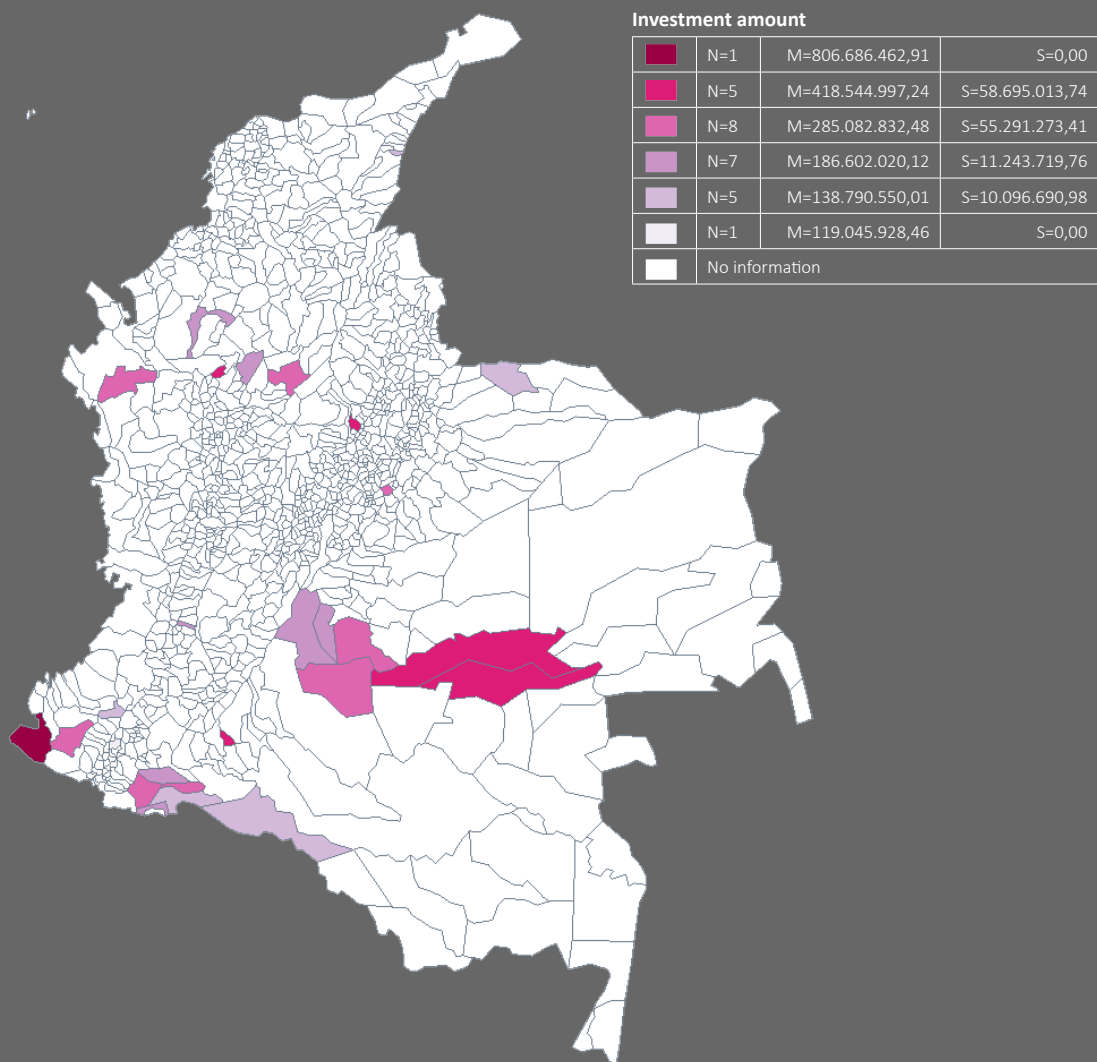 Investment amount
N=1 M=806.686.462,91 S=0,00
N=5 M=418.544.997,24 S=58.695.013,74
N=8 M=285.082.832,48 S=55.291.273,41
N=7 M=186.602.020,12 S=11.243.719,76
N=5 M=138.790.550,01 S=10.096.690,98
N=1 M=119.045.928,46 S=0,00
No information